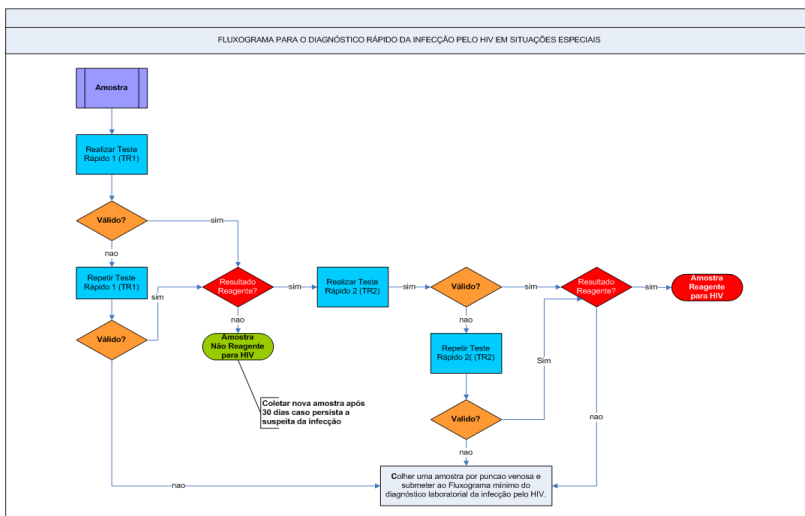 FLUXOGRAMA PARA O DIAGNÓSTICO RÁPIDO DA INFECÇÃO PELO HIV EM SITUAÇÕES ESPECIAIS
Amostra
Realizar Teste
Rápido 1 (TR1)
Válido?
sim
nao
Repetir Teste
Rápido 1 (TR1)
sim
Válido?
nao
Resultado
Reagente?
sim
nao
Amostra
Não Reagente
para HIV
Coletar nova amostra após
30 dias caso persista a
suspeita da infecção
Realizar Teste
Rápido 2 (TR2)
sim
Válido?
sim
nao
Repetir Teste
Rápido 2( (TR2)
Valido?
Sim
nao
Resultado
Reagente?
sim
nao
Amostra
Reagente
para HIV
Colher uma amostra por puncao venosa e
submeter ao Fluxograma mínimo do
diagnóstico laboratorial da infecção pelo HIV.